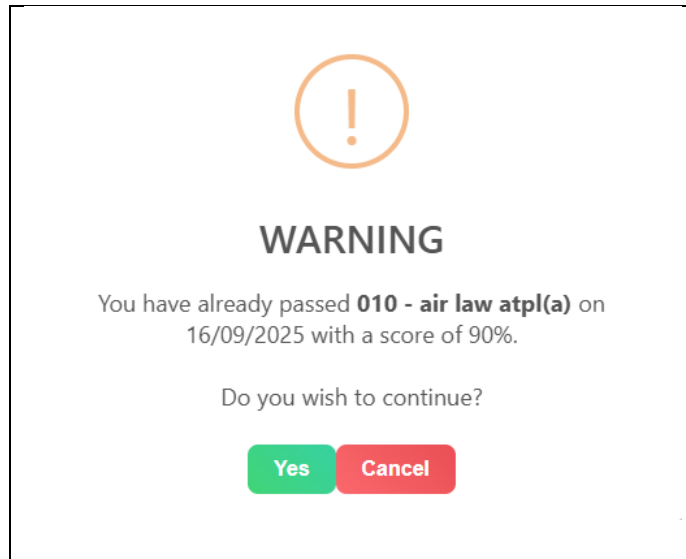 !
WARNING
You have already passed 010 - air law atpl(a) on
16/09/2025 with a score of 90%.
Do you wish to continue?
Yes
Cancel